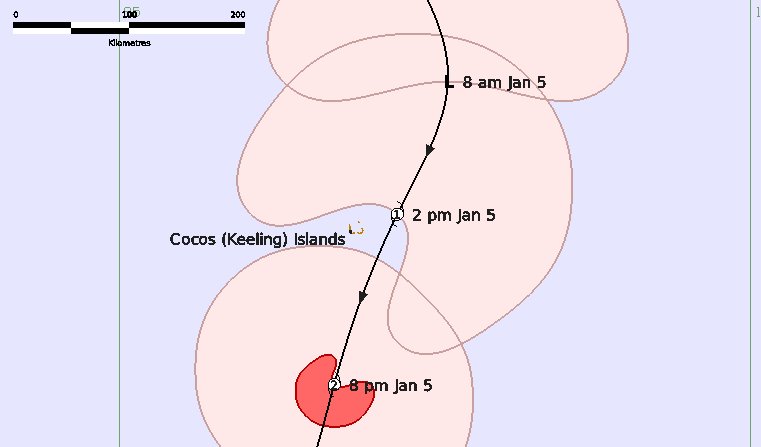 0 100 200
Kilometres
95
L 8 am Jan 5
1 2 pm Jan 5
Cocos (Keeling) Islands
2 8 pm Jan 5